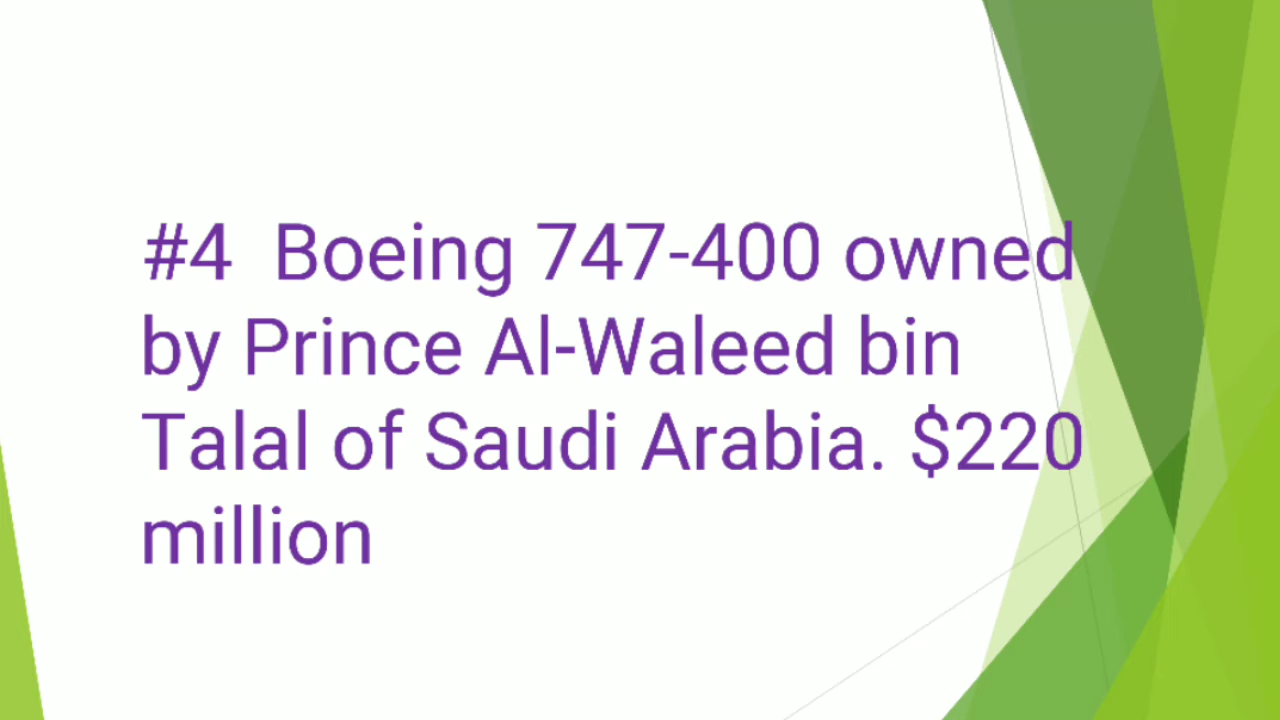 #4  Boeing 747-400 owned
by Prince Al-Waleed bin
Talal of Saudi Arabia. $220
million